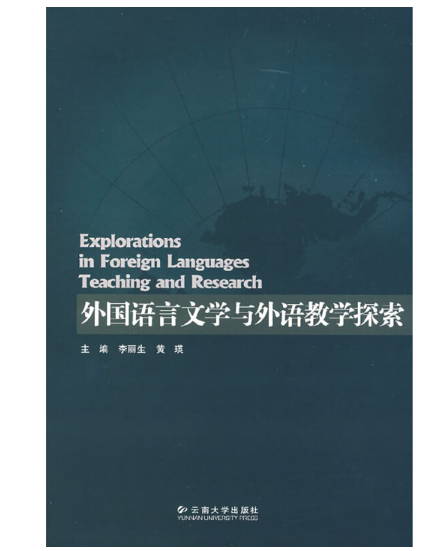 Explorations
in Foreign Languages
Teaching and Research
外国语言文学与外语教学探索
主 编 李丽生 黄 瑛
云南大学出版社
YUNNAN UNIVERSITY PRESS